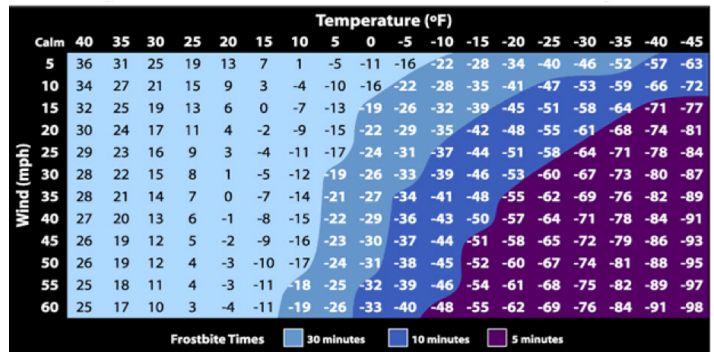 Temperature (ºF)
Calm 40 35 30 25 20 15 10 5 0 -5 -10 -15 -20 -25 -30 -35 -40 -45
5 36 31 25 19 13 7 1 -5 -11 -16 -22 -28 -34 -40 -46 -52 -57 -63
10 34 27 21 15 9 3 -4 -10 -16 -22 -28 -35 -41 -47 -53 -59 -66 -72
15 32 25 19 13 6 0 -7 -13 -19 -26 -32 -39 -45 -51 -58 -64 -71 -77
20 30 24 17 11 4 -2 -9 -15 -22 -29 -35 -42 -48 -55 -61 -68 -74 -81
25 29 23 16 9 3 -4 -11 -17 -24 -31 -37 -44 -51 -58 -64 -71 -78 -84
30 28 22 15 8 1 -5 -12 -19 -26 -33 -39 -46 -53 -60 -67 -73 -80 -87
35 28 21 14 7 0 -7 -14 -21 -27 -34 -41 -48 -55 -62 -69 -76 -82 -89
40 27 20 13 6 -1 -8 -15 -22 -29 -36 -43 -50 -57 -64 -71 -78 -84 -91
45 26 19 12 5 -2 -9 -16 -23 -30 -37 -44 -51 -58 -65 -72 -79 -86 -93
50 26 19 12 4 -3 -10 -17 -24 -31 -38 -45 -52 -60 -67 -74 -81 -88 -95
55 25 18 11 4 -3 -11 -18 -25 -32 -39 -46 -54 -61 -68 -75 -82 -89 -97
60 25 17 10 3 -4 -11 -19 -26 -33 -40 -48 -55 -62 -69 -76 -84 -91 -98
Wind (mph)
Frostbite Times 30 minutes 10 minutes 5 minutes